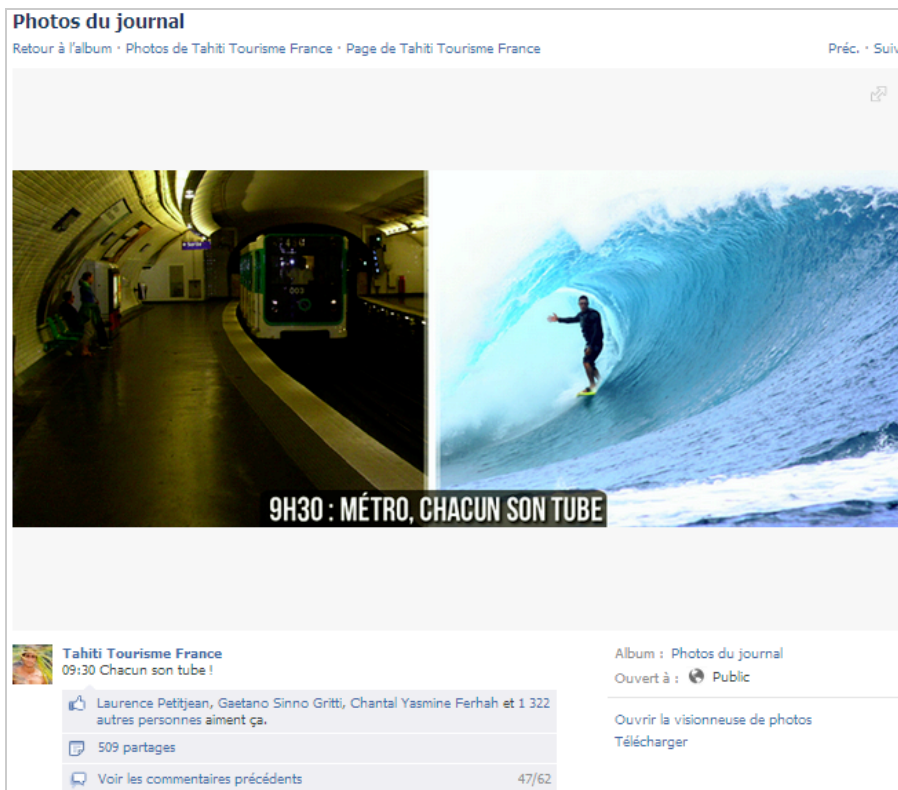 Photos du journal
Retour à l'album · Photos de Tahiti Tourisme France · Page de Tahiti Tourisme France
Préc. · Suiv
Sortie
003
9H30 : MÉTRO, CHACUN SON TUBE
Tahiti Tourisme France
09:30 Chacun son tube !
Laurence Petitjean, Gaetano Sinno Gritti, Chantal Yasmine Ferhah et 1 322
autres personnes aiment ça.
509 partages
Voir les commentaires précédents
47/62
Album : Photos du journal
Ouvert à : Public
Ouvrir la visionneuse de photos
Télécharger